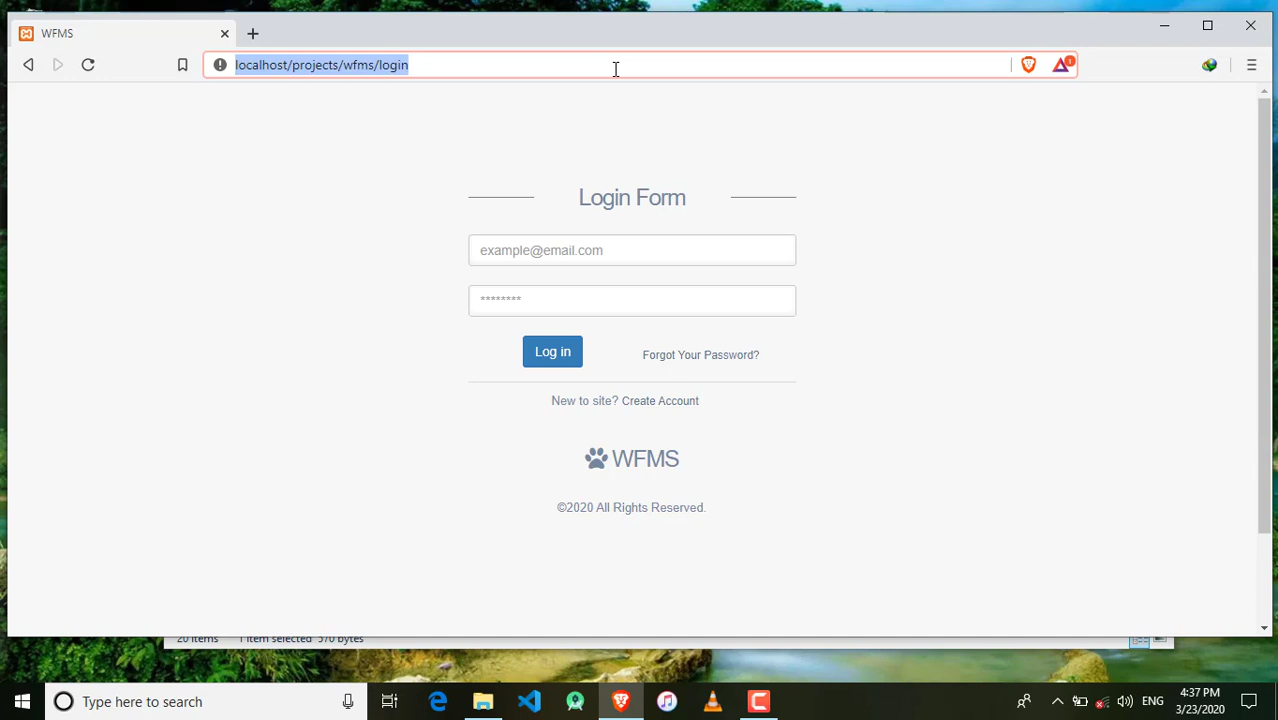 WFMS
localhost/projects/wfms/login
1
Login Form
example@email.com
********
Log in
Forgot Your Password?
New to site? Create Account
WFMS
©2020 All Rights Reserved.
20 items 1 item selected 570 bytes
Type here to search
ENG
4:37 PM
3/23/2020